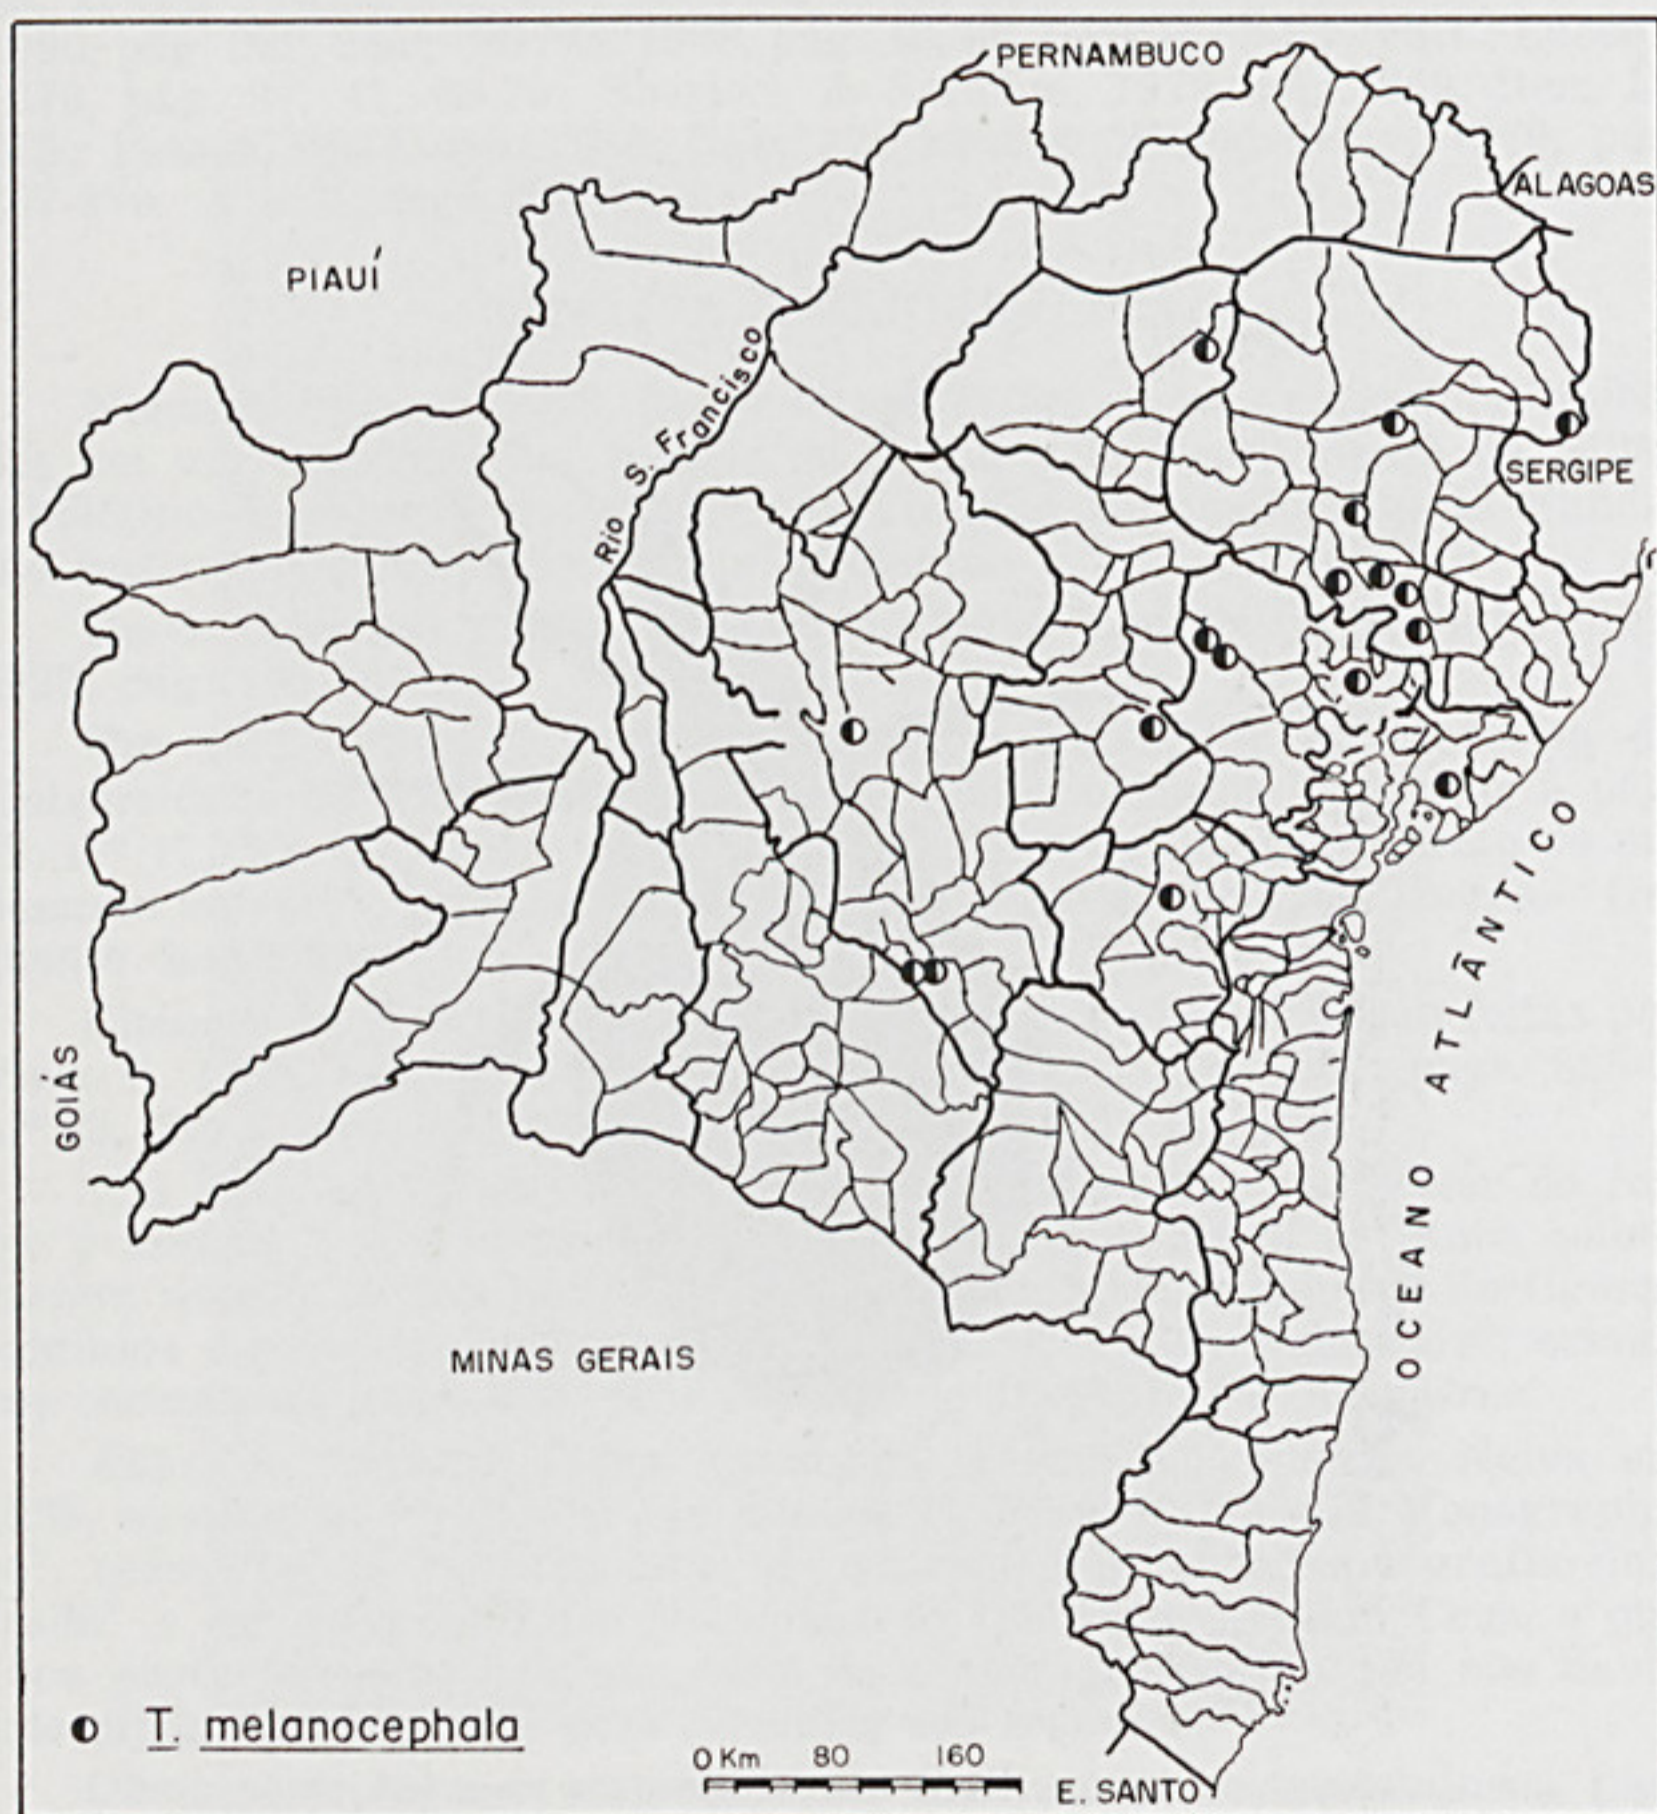 PERNAMBUCO
ALAGOAS
PIAUÍ
Rio S. Francisco
SERGIPE
GOIÁS
OCEANO ATLÂNTICO
MINAS GERAIS
T. melanocephala
0 Km 80 160
E. SANTO